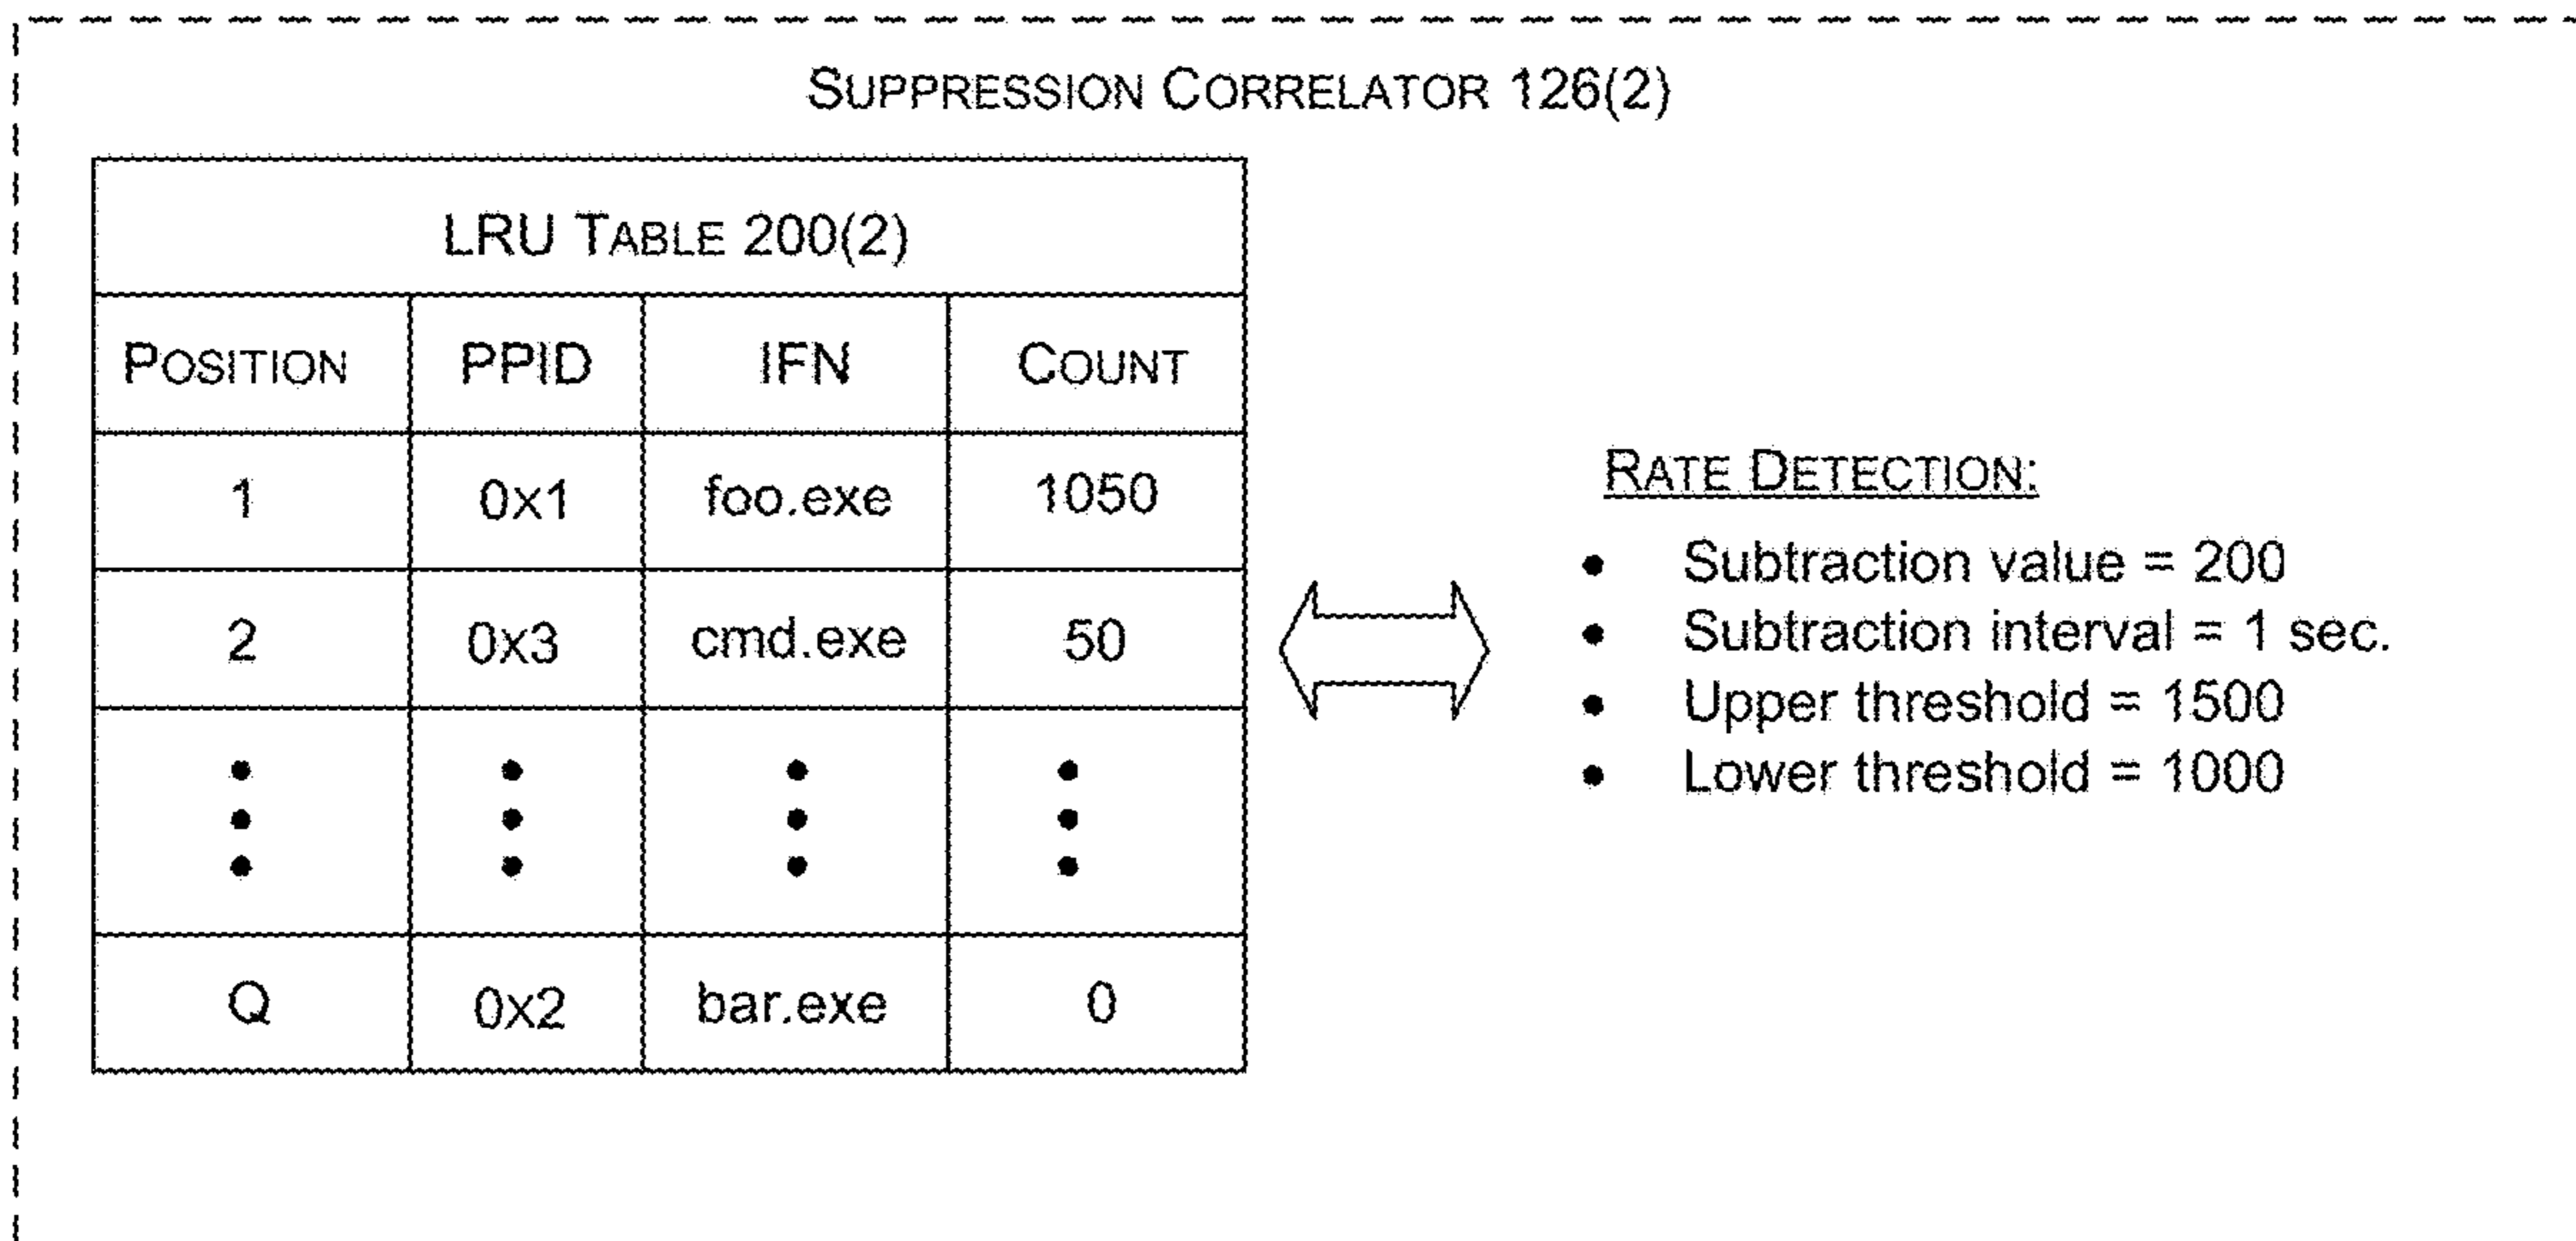 SUPPRESSION CORRELATOR 126(2)
LRU TABLE 200(2)
POSITION PPID IFN COUNT
1 0x1 foo.exe 1050
2 0x3 cmd.exe 50
Q 0x2 bar.exe 0
RATE DETECTION:
• Subtraction value = 200
• Subtraction interval = 1 sec.
• Upper threshold = 1500
• Lower threshold = 1000